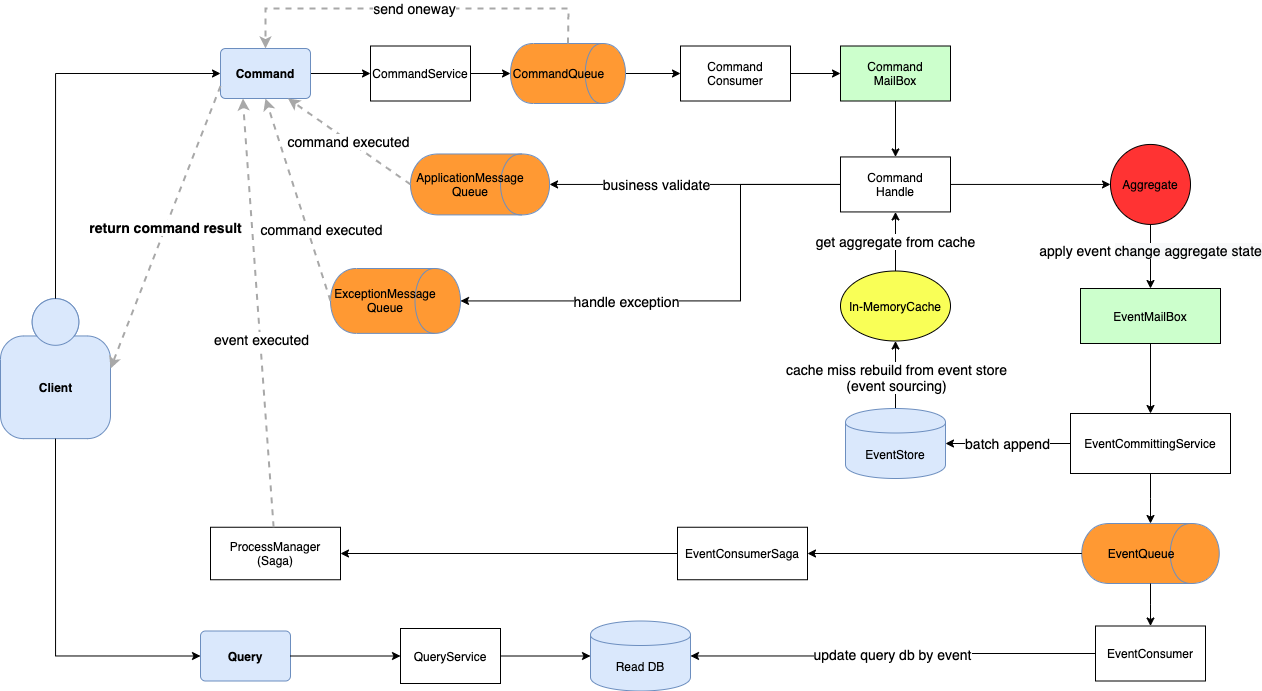 send oneway
Command
CommandService
CommandQueue
Command
Consumer
Command
MailBox
command executed
ApplicationMessage
Queue
business validate
Command
Handle
Aggregate
return command result
command executed
get aggregate from cache
apply event change aggregate state
ExceptionMessage
Queue
handle exception
In-MemoryCache
EventMailBox
event executed
Client
cache miss rebuild from event store
(event sourcing)
EventStore
batch append
EventCommittingService
ProcessManager
(Saga)
EventConsumerSaga
EventQueue
Query
QueryService
Read DB
update query db by event
EventConsumer